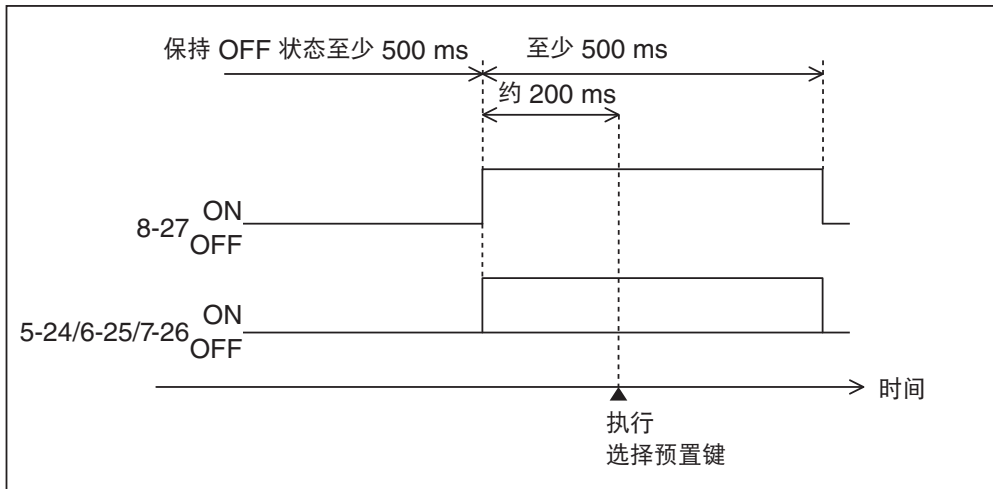 保持 OFF 状态至少 500 ms
至少 500 ms
约 200 ms
8-27
ON
OFF
5-24/6-25/7-26
ON
OFF
时间
执行
选择预置键